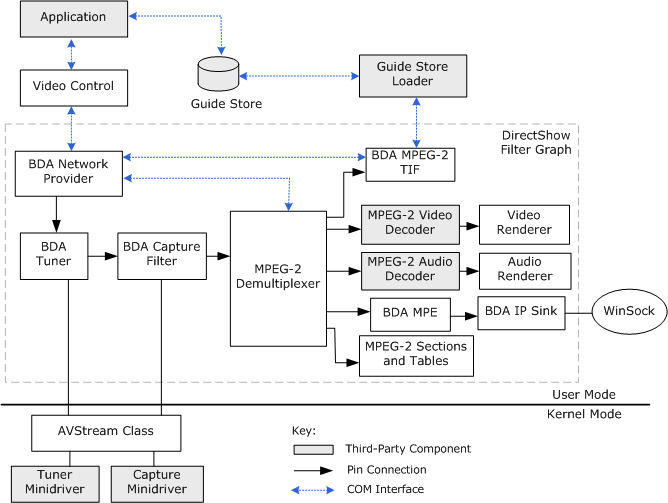 Application
Video Control
Guide Store
Guide Store
Loader
DirectShow
Filter Graph
BDA Network
Provider
BDA MPEG-2
TIF
BDA
Tuner
BDA Capture
Filter
MPEG-2
Demultiplexer
MPEG-2 Video
Decoder
Video
Renderer
MPEG-2 Audio
Decoder
Audio
Renderer
BDA MPE
BDA IP Sink
WinSock
MPEG-2 Sections
and Tables
User Mode
Kernel Mode
AVStream Class
Tuner
Minidriver
Capture
Minidriver
Key:
Third-Party Component
Pin Connection
COM Interface